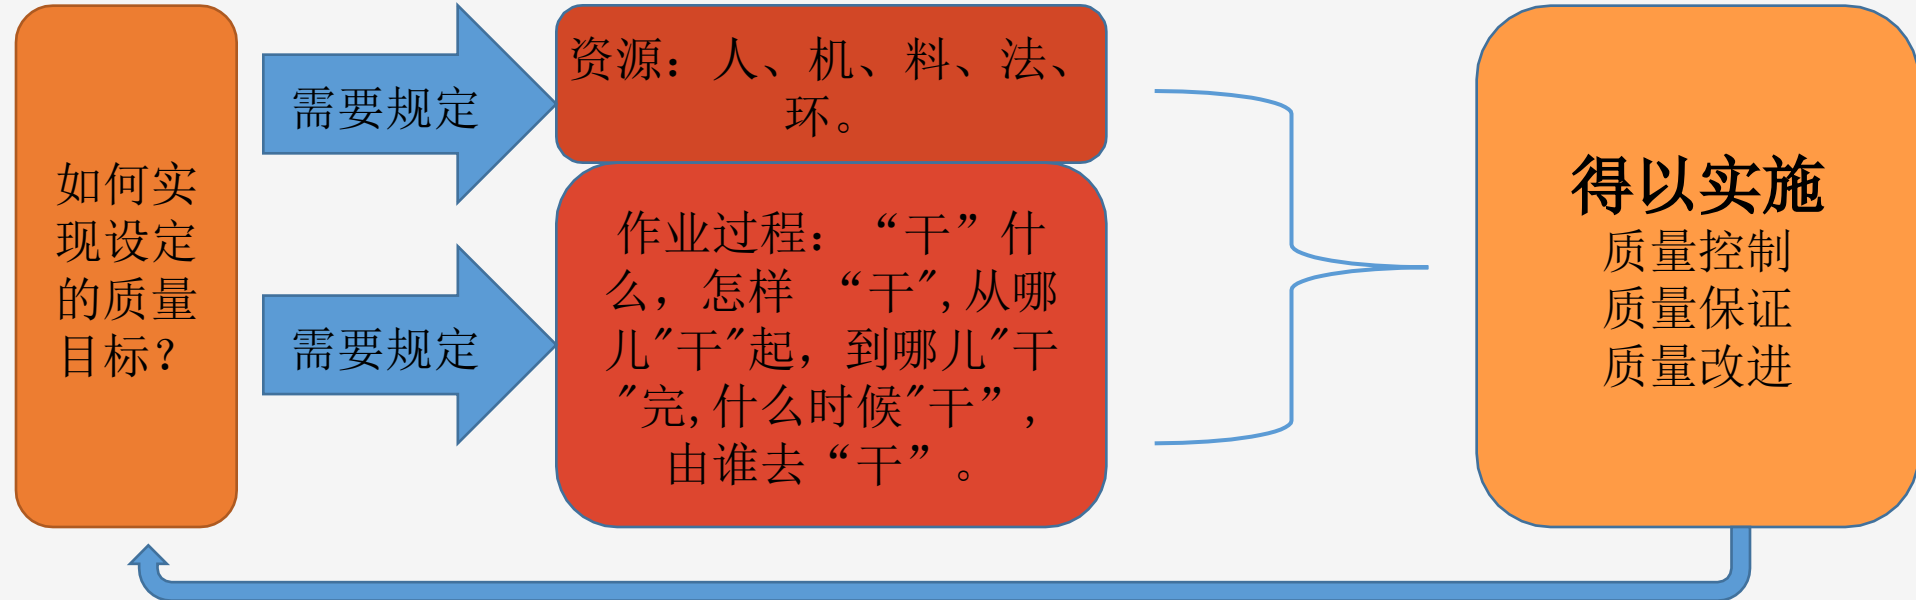 如何实
现设定
的质量
目标？
需要规定
需要规定
资源：人、机、料、法、
环。
作业过程：“干”什
么，怎样 “干″,从哪
儿″干″起，到哪儿″干
″完,什么时候″干”,
由谁去“干”。
得以实施
质量控制
质量保证
质量改进